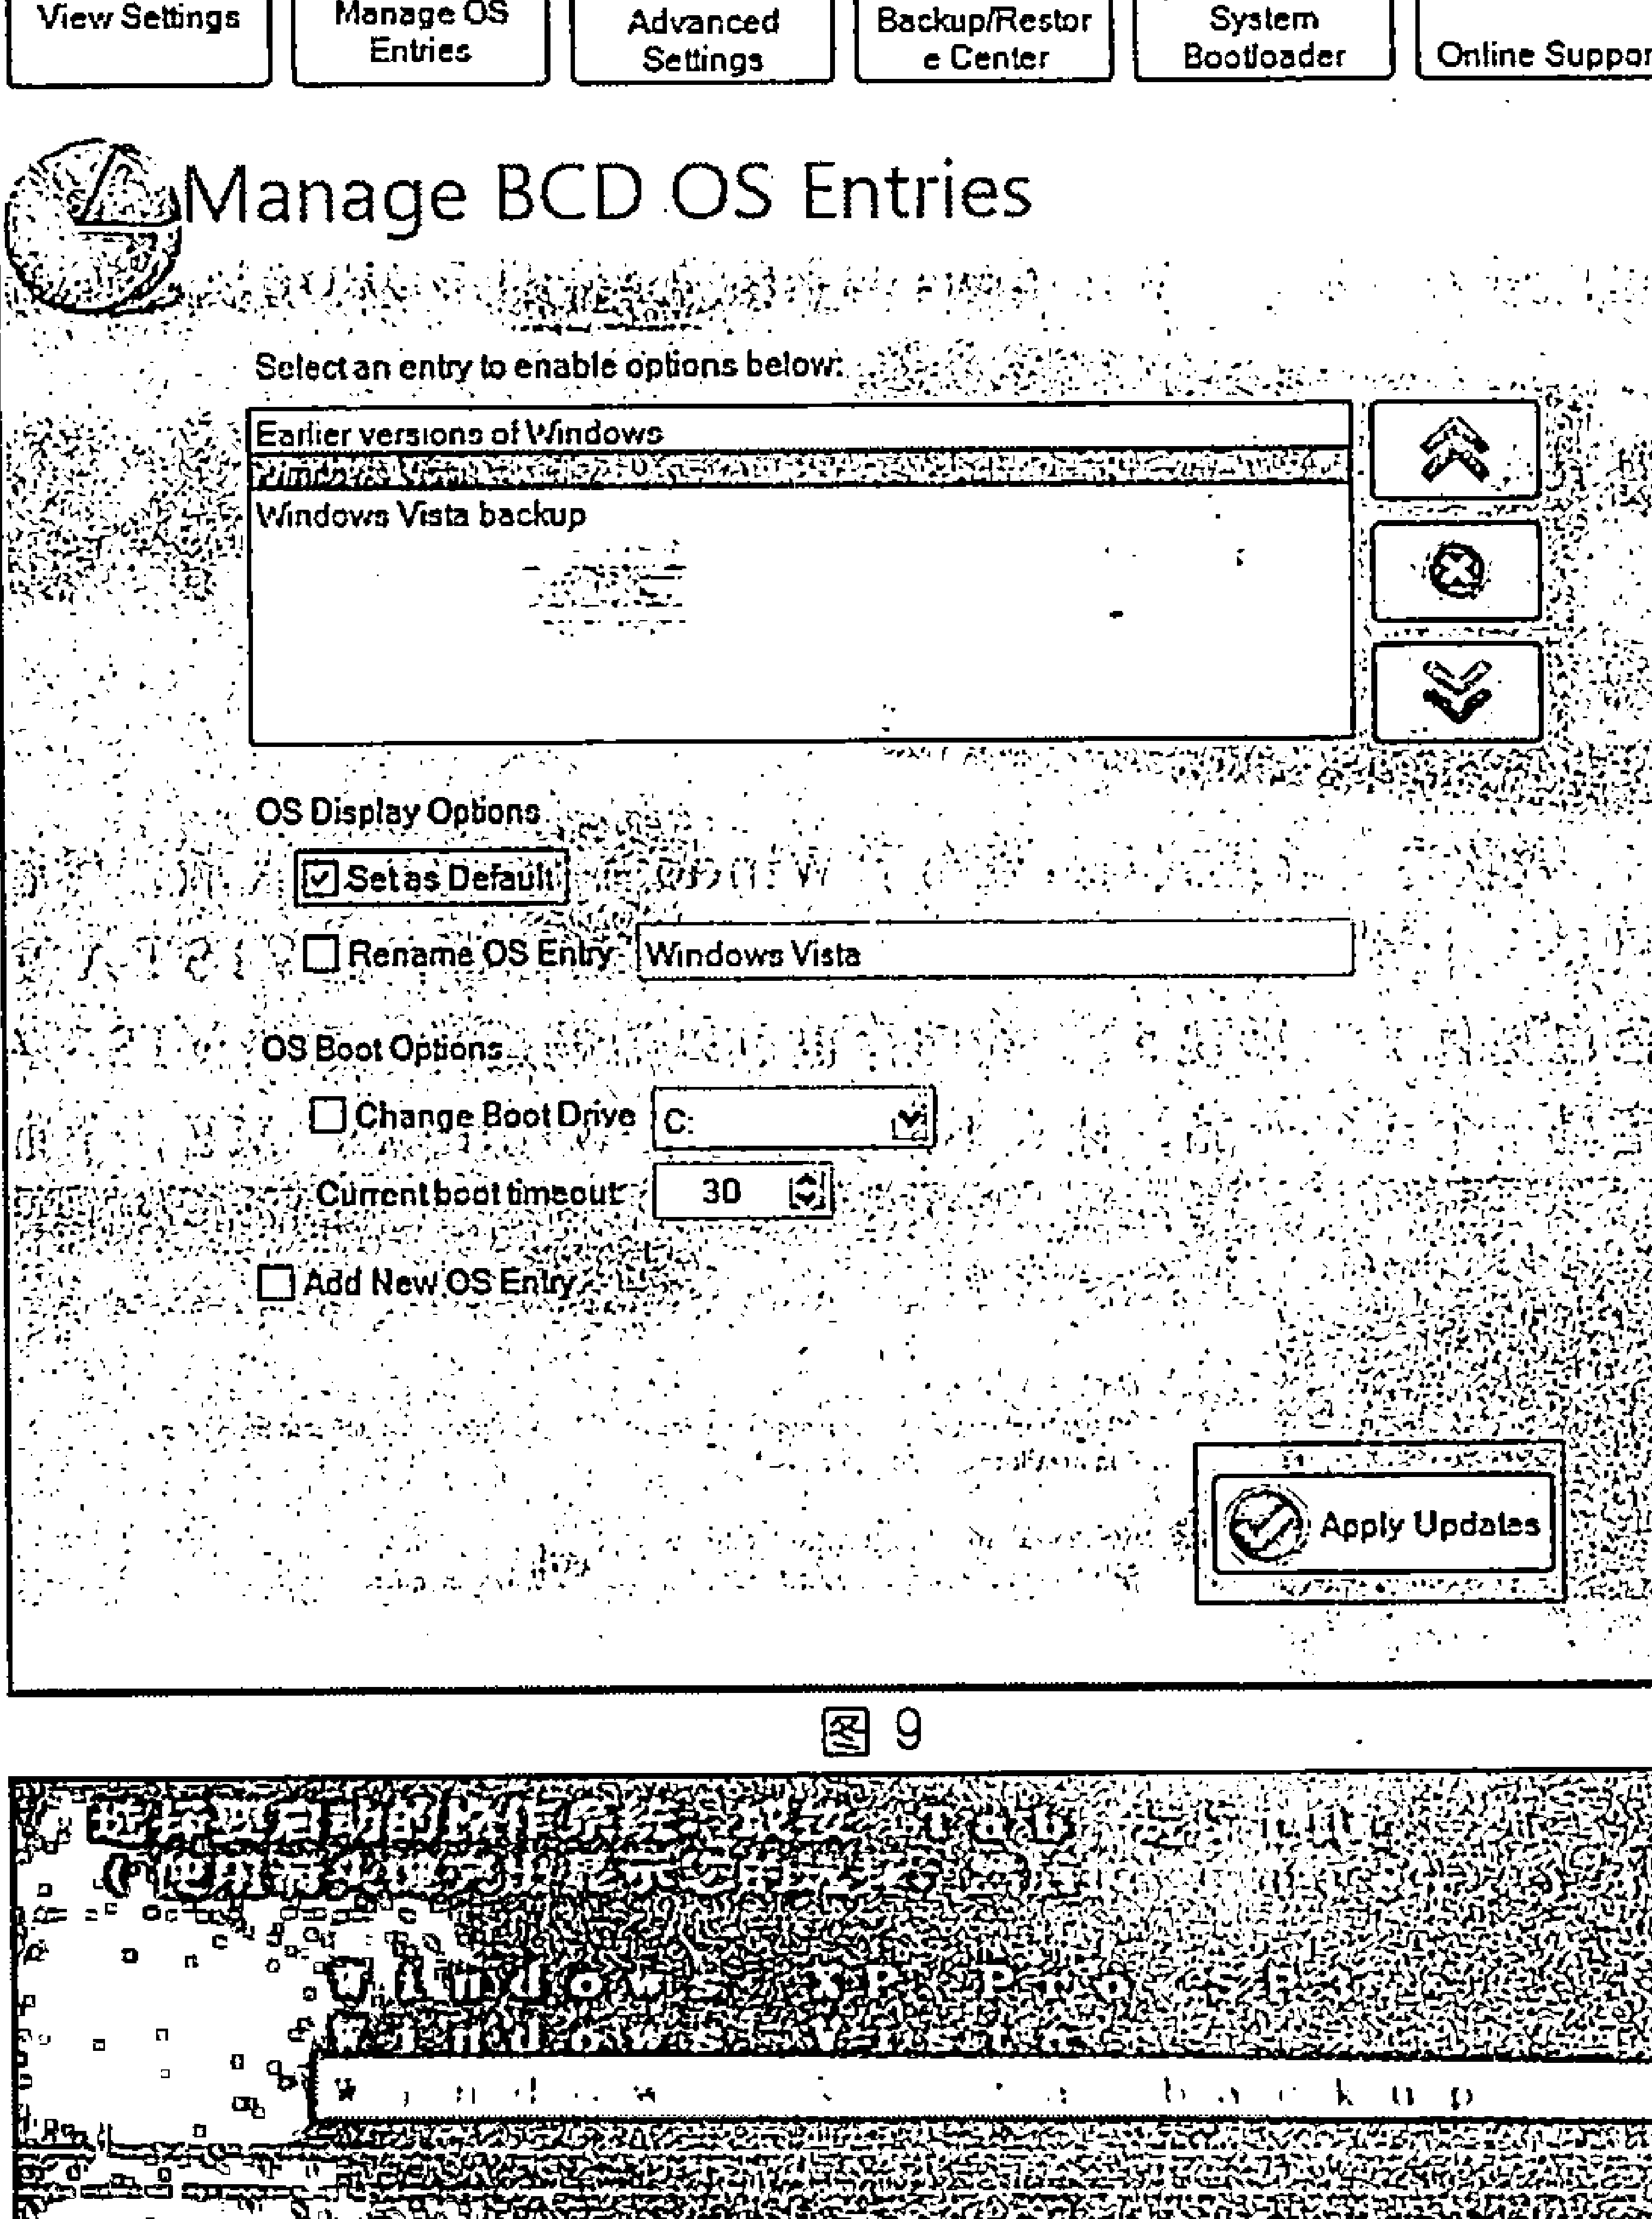 View Settings
Manage OS
Entries
Advanced
Settings
Backup/Restor
e Center
System
Bootloader
Online Suppor
Manage BCD OS Entries
Select an entry to enable options below:
Earlier versions of Windows
Windows Vista backup
OS Display Options
Set as Default
Rename OS Entry
Windows Vista
OS Boot Options
Change Boot Drive
C:
Current boot timeout:
30
Add New OS Entry
Apply Updates
图 9
Windows XP Pro SP3
Windows Vista
backup